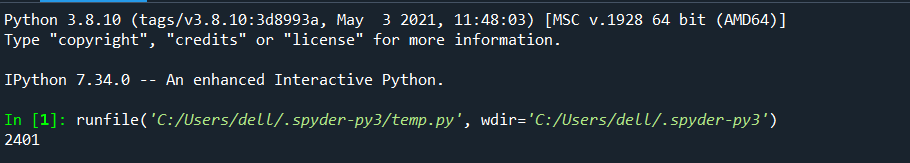 Python 3.8.10 (tags/v3.8.10:3d8993a, May  3 2021, 11:48:03) [MSC v.1928 64 bit (AMD64)]
Type "copyright", "credits" or "license" for more information.
IPython 7.34.0 -- An enhanced Interactive Python.
In [1]: runfile('C:/Users/dell/.spyder-py3/temp.py', wdir='C:/Users/dell/.spyder-py3')
2401